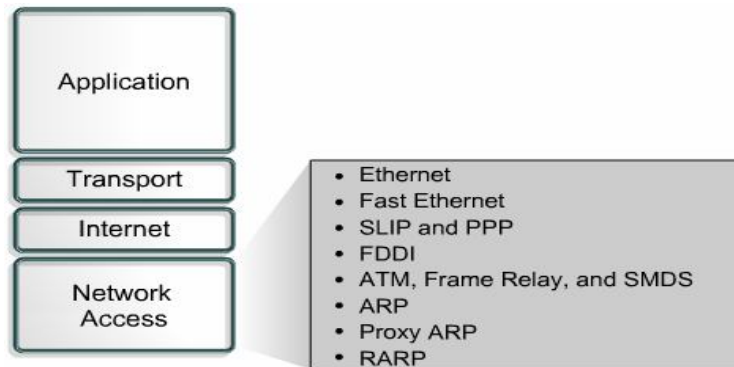 Application
Transport
Internet
Network
Access
• Ethernet
• Fast Ethernet
• SLIP and PPP
• FDDI
• ATM, Frame Relay, and SMDS
• ARP
• Proxy ARP
• RARP